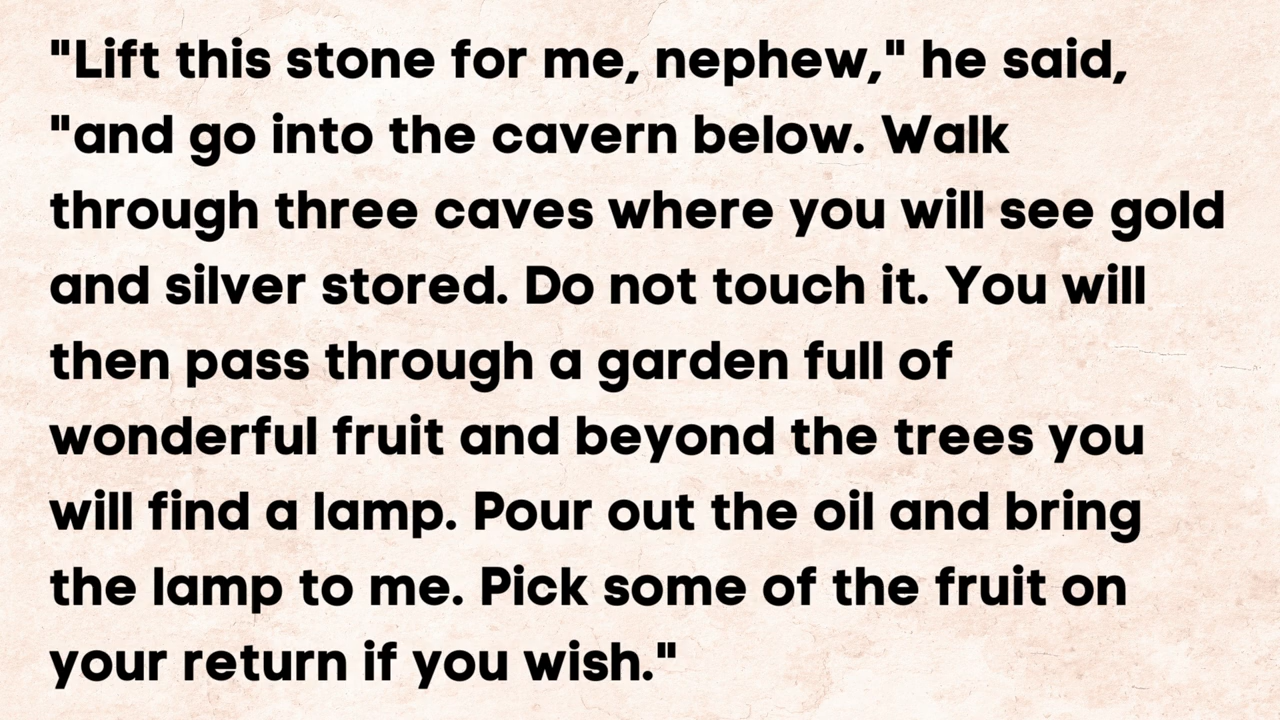 "Lift this stone for me, nephew," he said,
"and go into the cavern below. Walk
through three caves where you will see gold
and silver stored. Do not touch it. You will
then pass through a garden full of
wonderful fruit and beyond the trees you
will find a lamp. Pour out the oil and bring
the lamp to me. Pick some of the fruit on
your return if you wish."